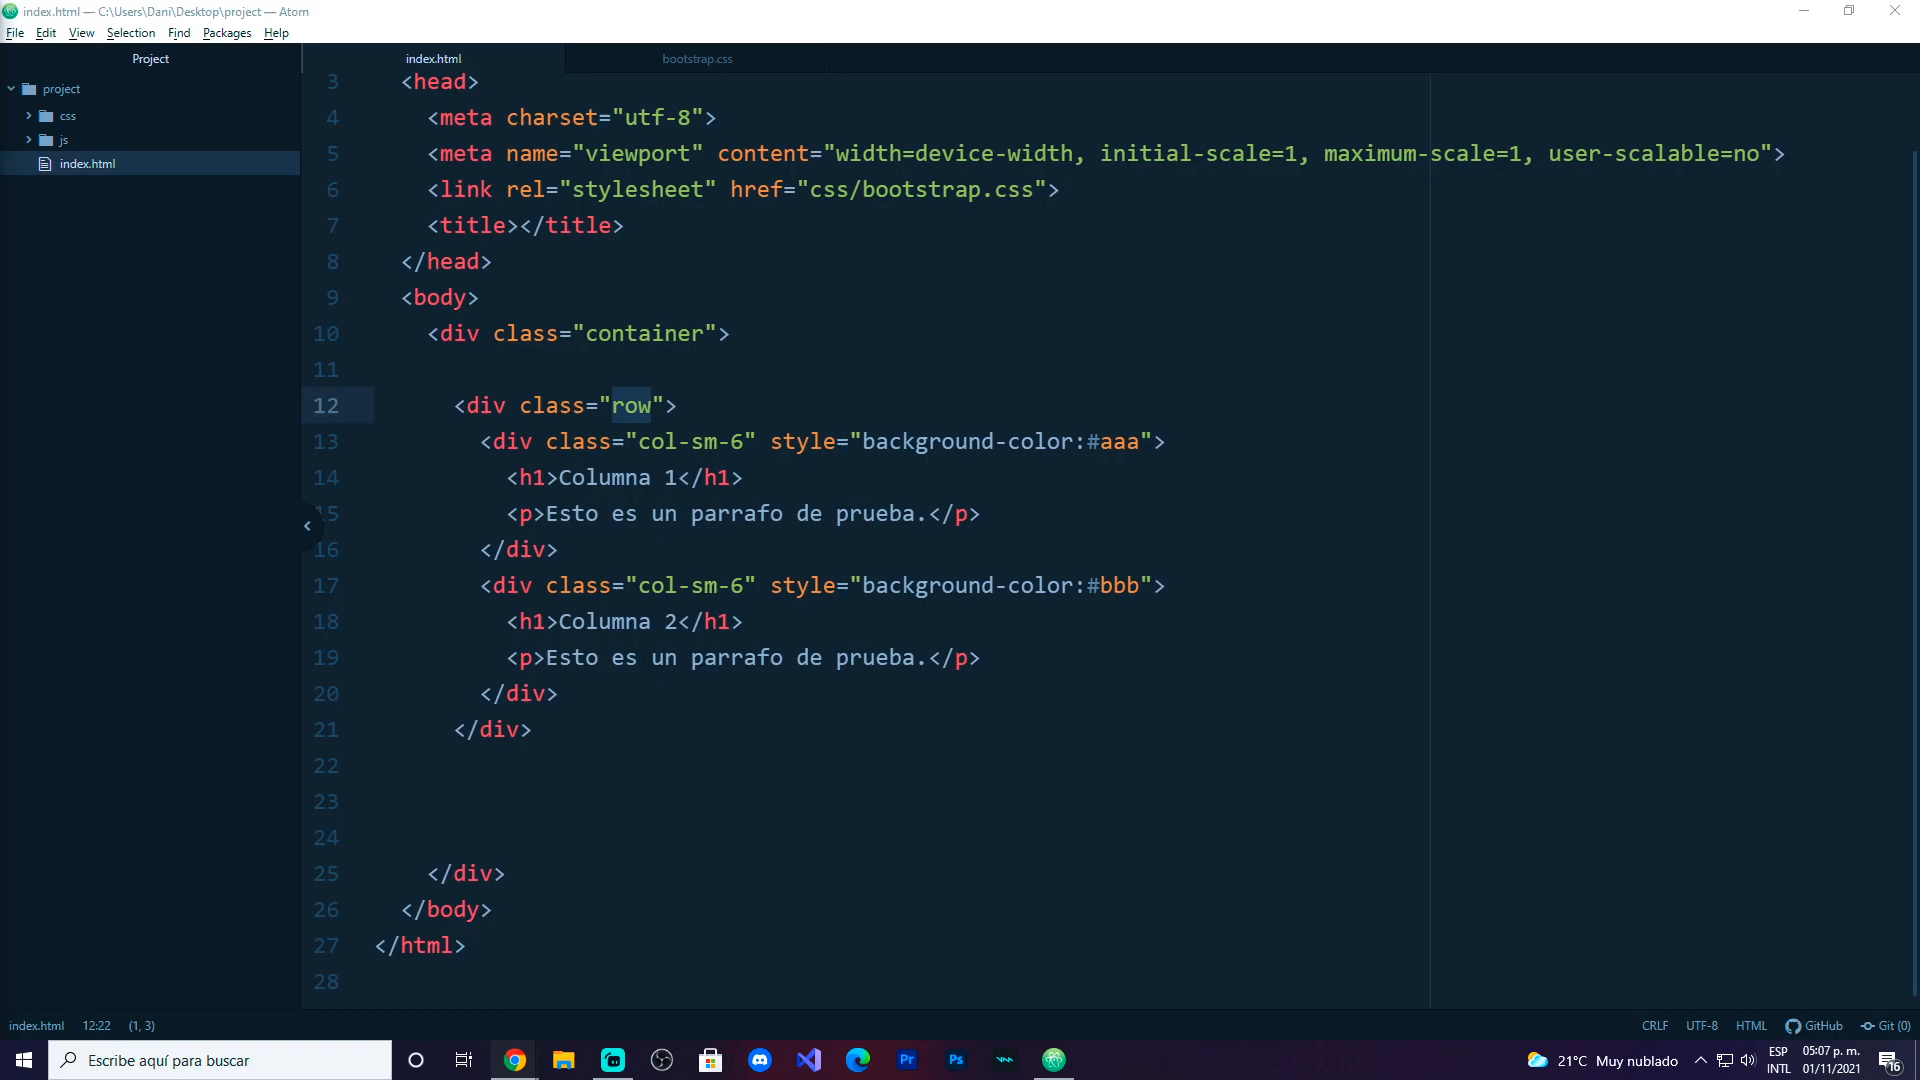 index.html — C:\Users\Dani\Desktop\project — Atom
File Edit View Selection Find Packages Help
Project
project
css
js
index.html
index.html bootstrap.css
3 <head>
4 <meta charset="utf-8">
5 <meta name="viewport" content="width=device-width, initial-scale=1, maximum-scale=1, user-scalable=no">
6 <link rel="stylesheet" href="css/bootstrap.css">
7 <title></title>
8 </head>
9 <body>
10 <div class="container">
11
12 <div class="row">
13 <div class="col-sm-6" style="background-color:#aaa">
14 <h1>Columna 1</h1>
15 <p>Esto es un parrafo de prueba.</p>
16 </div>
17 <div class="col-sm-6" style="background-color:#bbb">
18 <h1>Columna 2</h1>
19 <p>Esto es un parrafo de prueba.</p>
20 </div>
21 </div>
22
23
24
25 </div>
26 </body>
27 </html>
28
index.html 12:22 (1, 3) CRLF UTF-8 HTML GitHub Git (0)
Escribe aquí para buscar
Pr
Ps
21°C Muy nublado
ESP
INTL
05:07 p. m.
01/11/2021
16